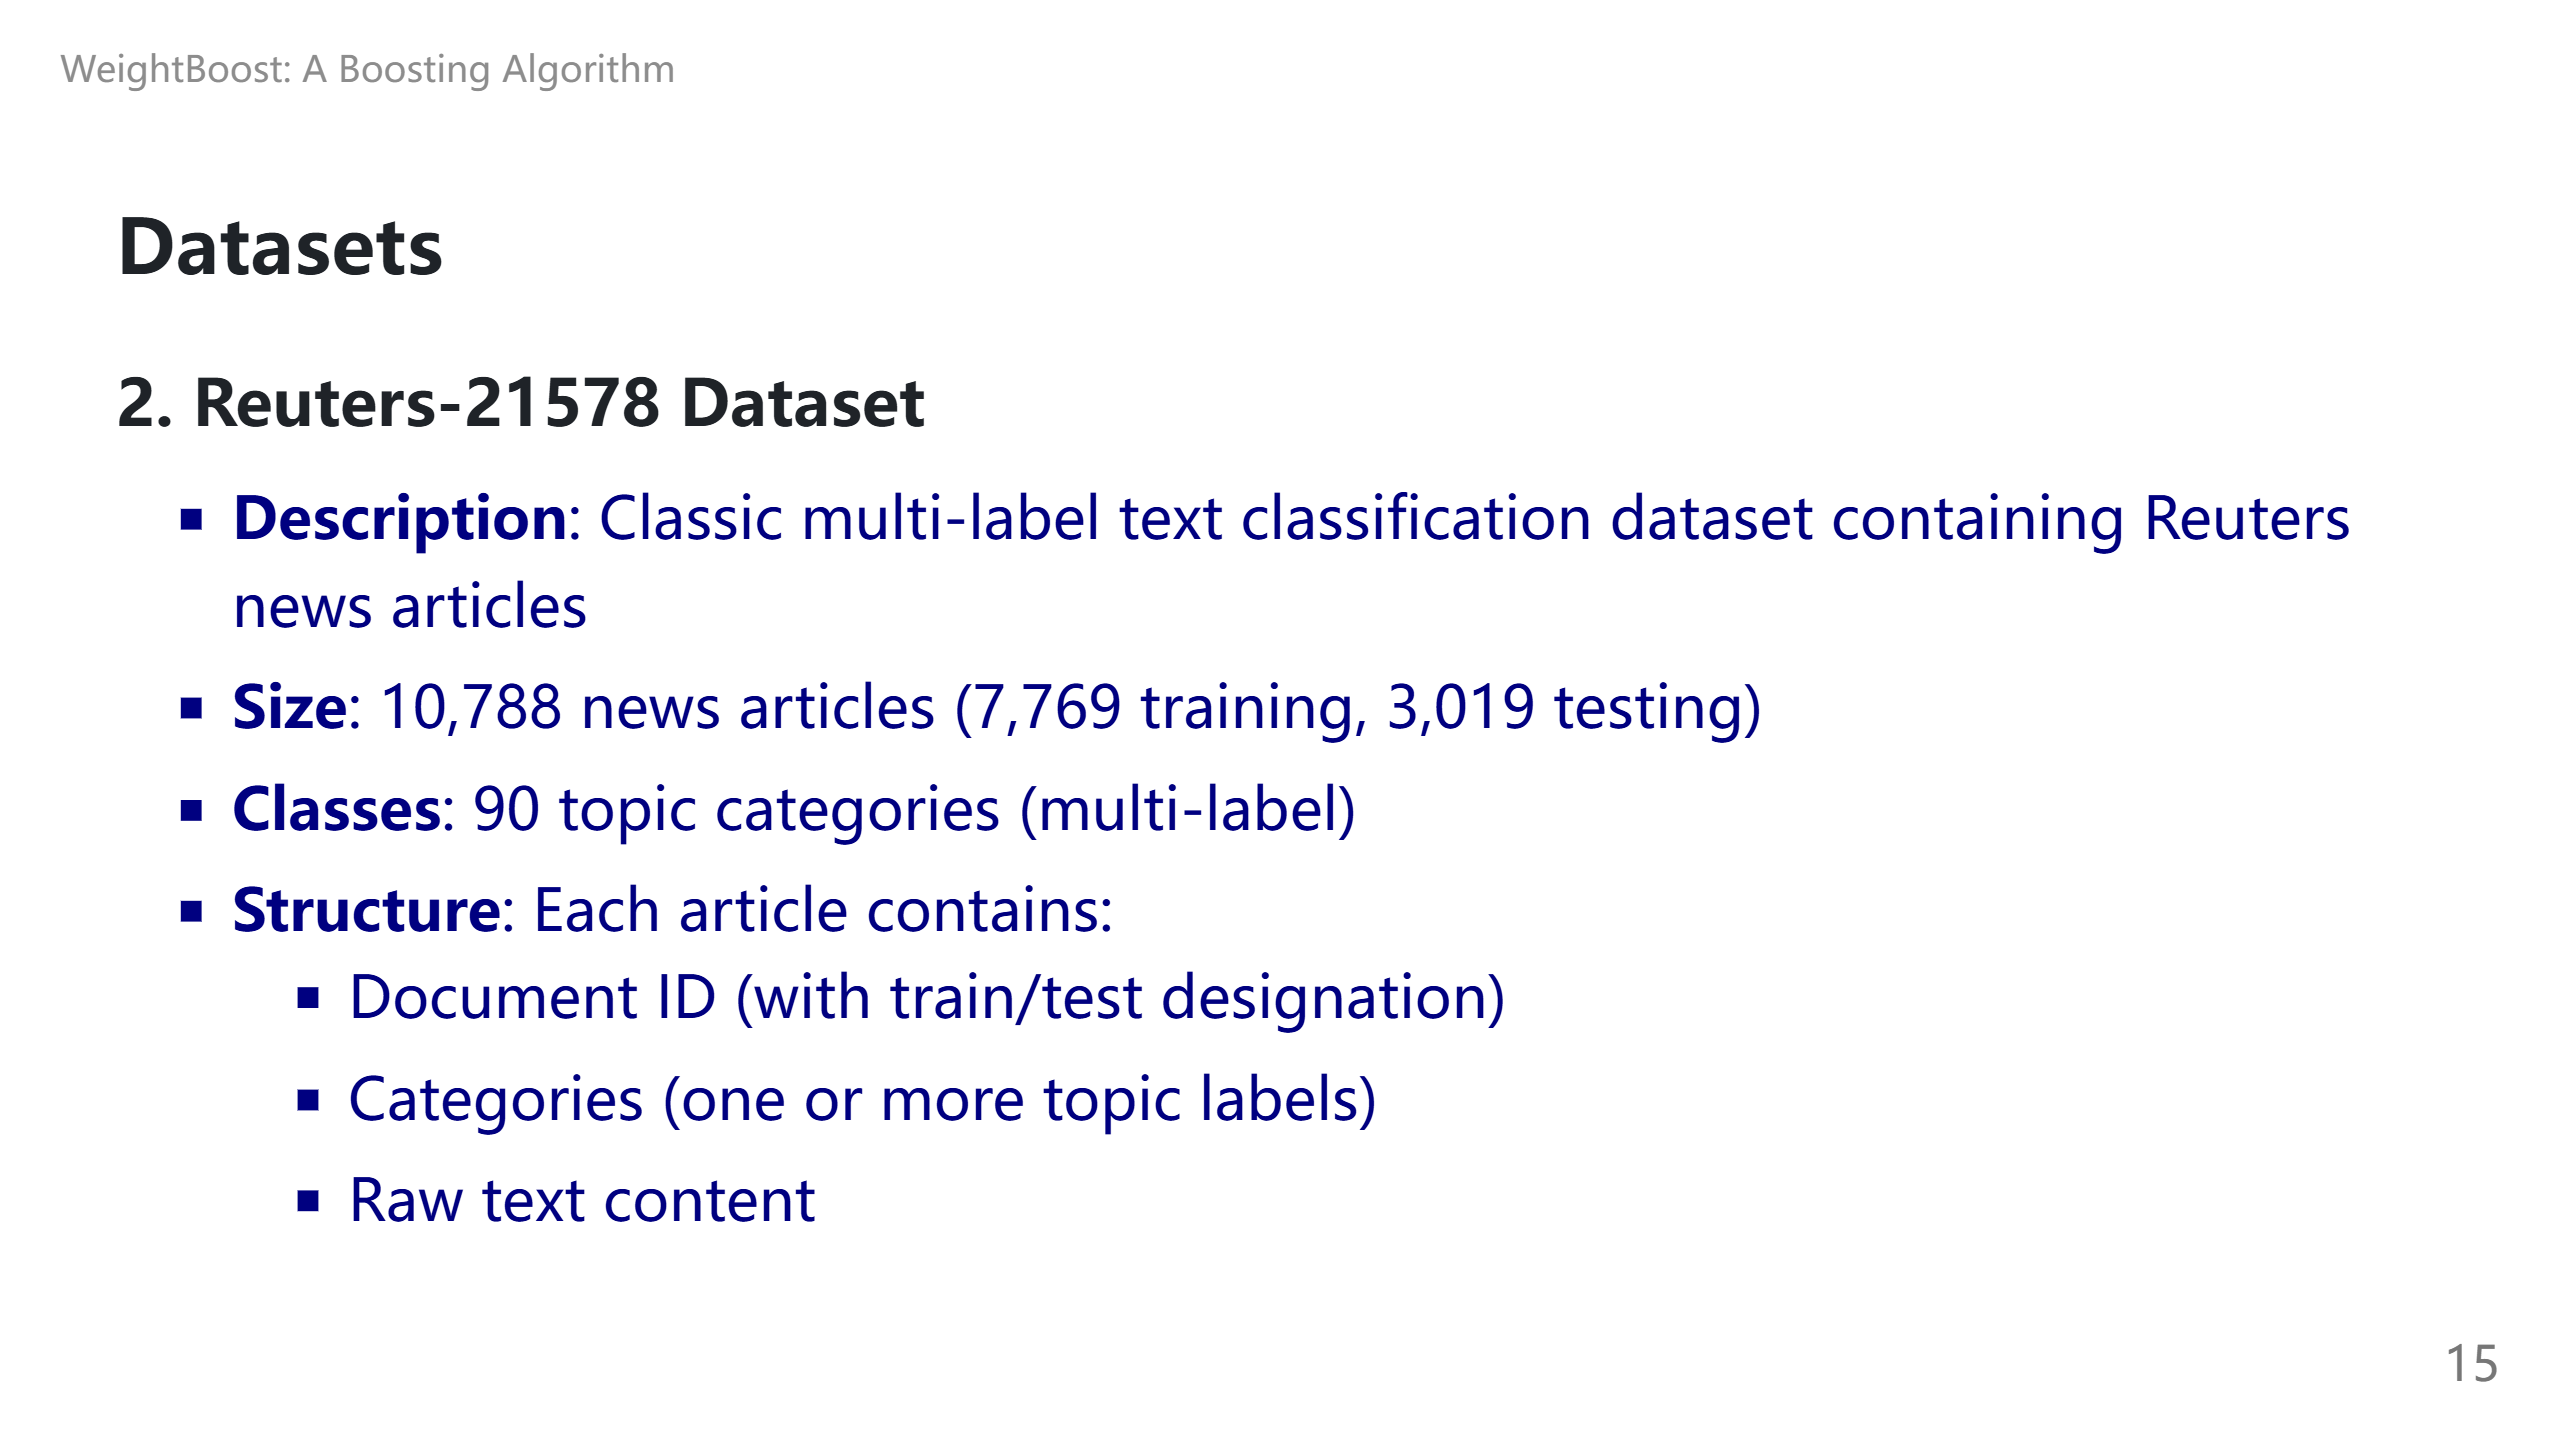 WeightBoost: A Boosting Algorithm
Datasets
2. Reuters-21578 Dataset
▪ Description: Classic multi-label text classification dataset containing Reuters
news articles
▪ Size: 10,788 news articles (7,769 training, 3,019 testing)
▪ Classes: 90 topic categories (multi-label)
▪ Structure: Each article contains:
▪ Document ID (with train/test designation)
▪ Categories (one or more topic labels)
▪ Raw text content
15